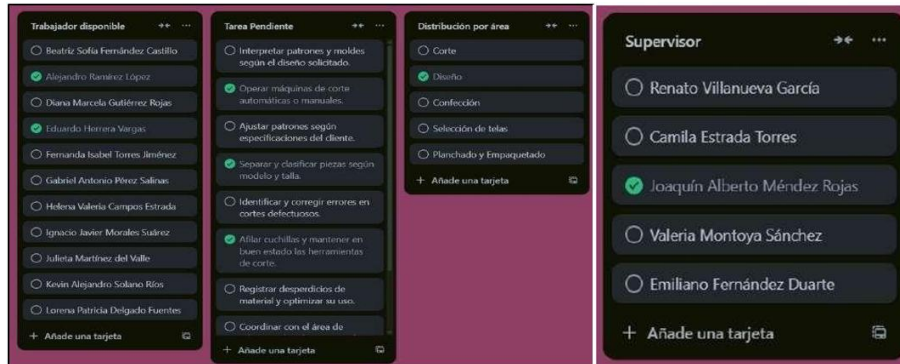 Trabajador disponible
Beatriz Sofía Fernández Castillo
Alejandro Ramírez López
Diana Marcela Gutiérrez Rojas
Eduardo Herrera Vargas
Fernanda Isabel Torres Jiménez
Gabriel Antonio Pérez Salinas
Helena Valeria Campos Estrada
Ignacio Javier Morales Suárez
Julieta Martínez del Valle
Kevin Alejandro Solano Ríos
Lorena Patricia Delgado Fuentes
+ Añade una tarjeta
Tarea Pendiente
Interpretar patrones y moldes
según el diseño solicitado.
Operar máquinas de corte
automáticas o manuales.
Ajustar patrones según
especificaciones del cliente.
Separar y clasificar piezas según
modelo y talla.
Identificar y corregir errores en
cortes defectuosos.
Afilar cuchillas y mantener en
buen estado las herramientas
de corte.
Registrar desperdicios de
material y optimizar su uso.
Coordinar con el área de
+ Añade una tarjeta
Distribución por área
Corte
Diseño
Confección
Selección de telas
Planchado y Empaquetado
+ Añade una tarjeta
Supervisor
Renato Villanueva García
Camila Estrada Torres
Joaquín Alberto Méndez Rojas
Valeria Montoya Sánchez
Emiliano Fernández Duarte
+ Añade una tarjeta